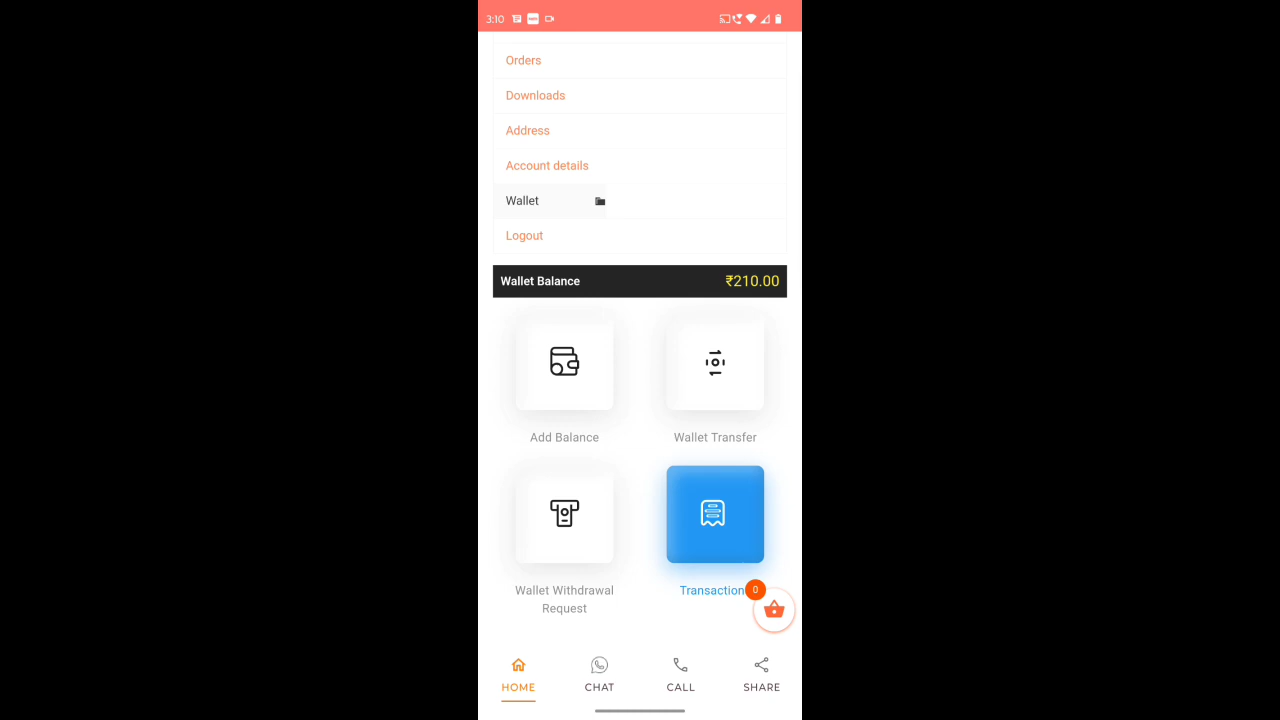 3:10
Orders
Downloads
Address
Account details
Wallet
Logout
Wallet Balance ₹210.00
Add Balance Wallet Transfer
Wallet Withdrawal
Request
Transaction
0
HOME CHAT CALL SHARE